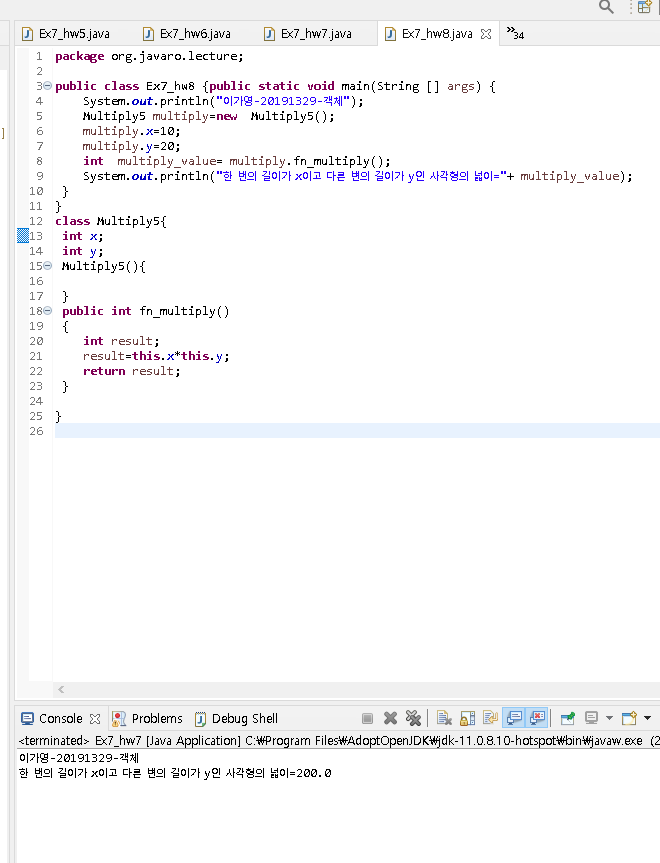 Ex7_hw5.java Ex7_hw6.java Ex7_hw7.java Ex7_hw8.java »34
1 package org.javaro.lecture;
2
3 public class Ex7_hw8 {public static void main(String [] args) {
4 System.out.println("이가영-20191329-객체");
5 Multiply5 multiply=new  Multiply5();
6 multiply.x=10;
7 multiply.y=20;
8 int  multiply_value= multiply.fn_multiply();
9 System.out.println("한 변의 길이가 x이고 다른 변의 길이가 y인 사각형의 넓이="+ multiply_value);
10 }
11 }
12 class Multiply5{
13 int x;
14 int y;
15 Multiply5(){
16
17 }
18 public int fn_multiply()
19 {
20 int result;
21 result=this.x*this.y;
22 return result;
23 }
24
25 }
26
Console Problems Debug Shell
<terminated> Ex7_hw7 [Java Application] C:₩Program Files₩AdoptOpenJDK₩jdk-11.0.8.10-hotspot₩bin₩javaw.exe (2
이가영-20191329-객체
한 변의 길이가 x이고 다른 변의 길이가 y인 사각형의 넓이=200.0